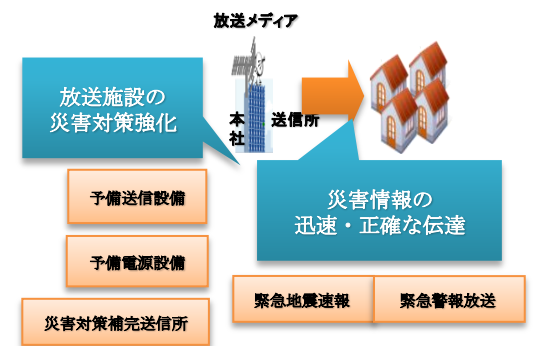 放送メディア
放送施設の
災害対策強化
本社
送信所
災害情報の
迅速・正確な伝達
予備送信設備
予備電源設備
災害対策補完送信所
緊急地震速報
緊急警報放送